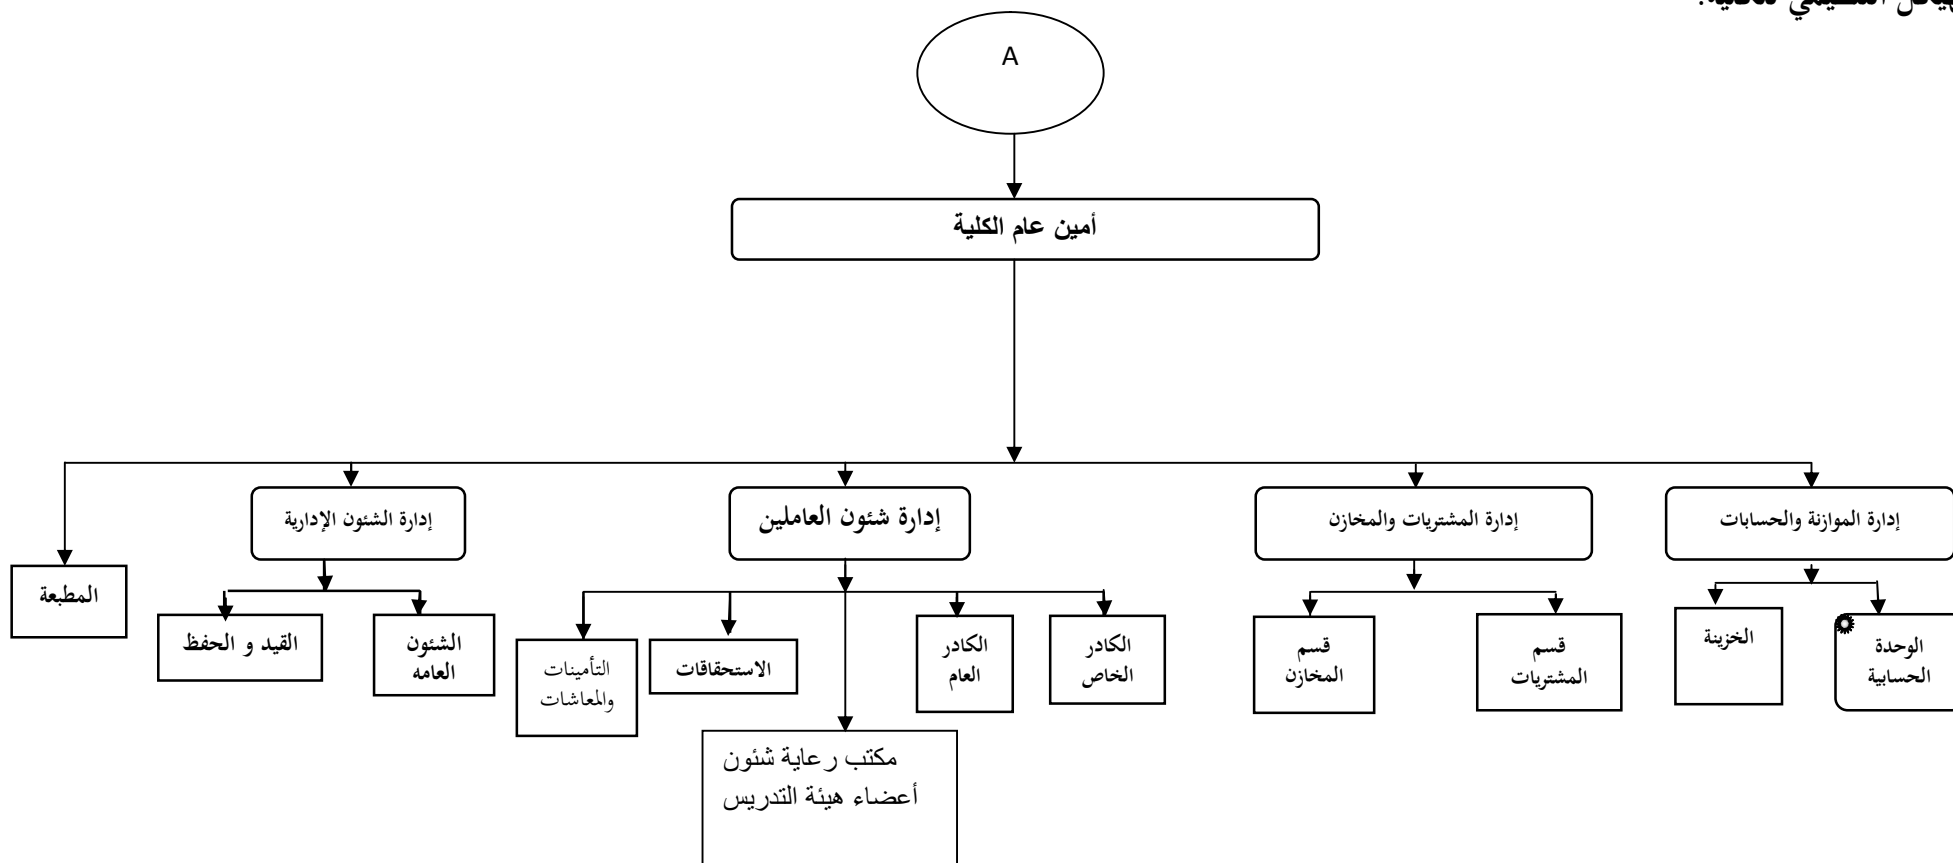 التنظيمي للكلية:
A
أمين عام الكلية
إدارة الموازنة والحسابات
إدارة المشتريات والمخازن
إدارة شئون العاملين
إدارة الشئون الإدارية
المطبعة
الوحدة
الحسابية
الخزينة
قسم
المشتريات
قسم
المخازن
الكادر
الخاص
الكادر
العام
الاستحقاقات
التأمينات
والمعاشات
الشئون
العامه
القيد و الحفظ
مكتب رعاية شئون
أعضاء هيئة التدريس